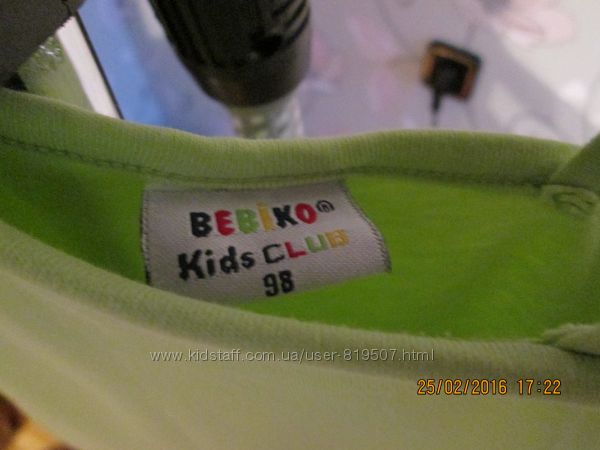 BEBiKO®
Kids CLUB
98
www.kidstaff.com.ua/user-819507.html
25/02/2016 17:22